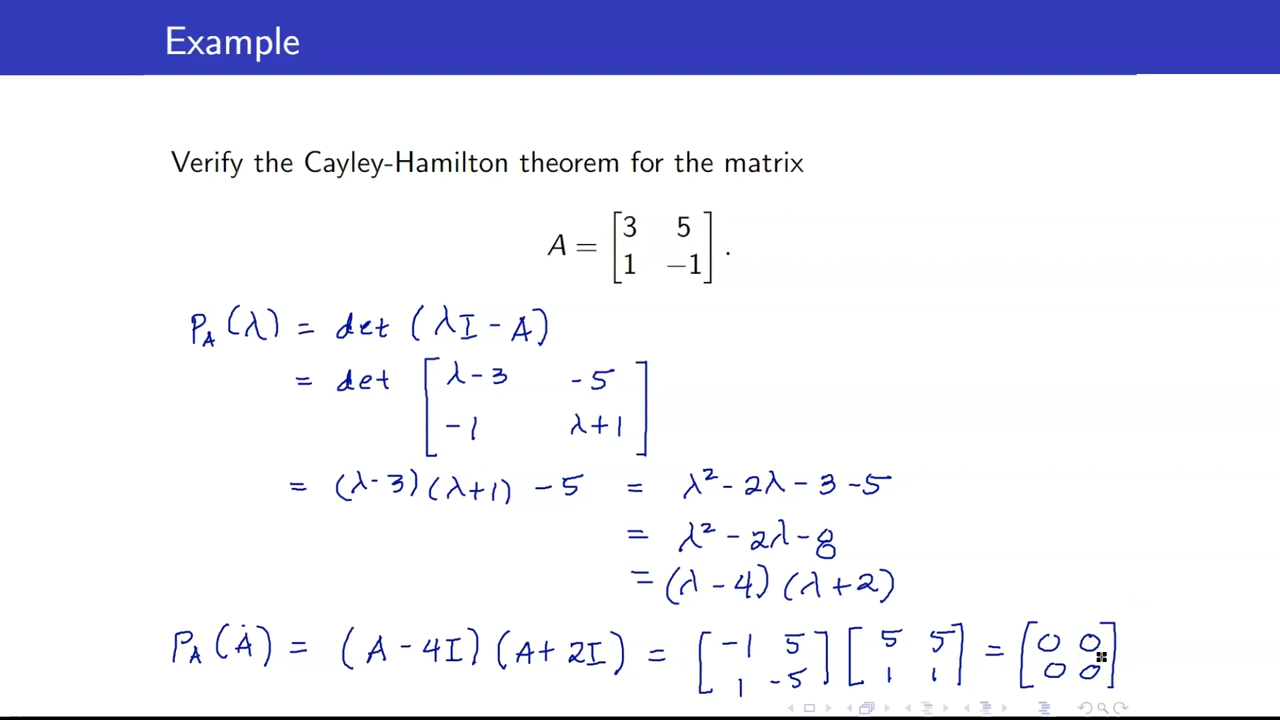 Example
Verify the Cayley-Hamilton theorem for the matrix
A = [3 5
1 −1] .
P_A(λ) = det (λI - A)
= det [λ-3 -5
-1 λ+1]
= (λ-3)(λ+1) - 5 = λ² - 2λ - 3 - 5
= λ² - 2λ - 8
= (λ - 4)(λ + 2)
P_A(A) = (A - 4I)(A + 2I) = [-1 5 [5 5 = [0 0
1 -5] 1 1] 0 0]